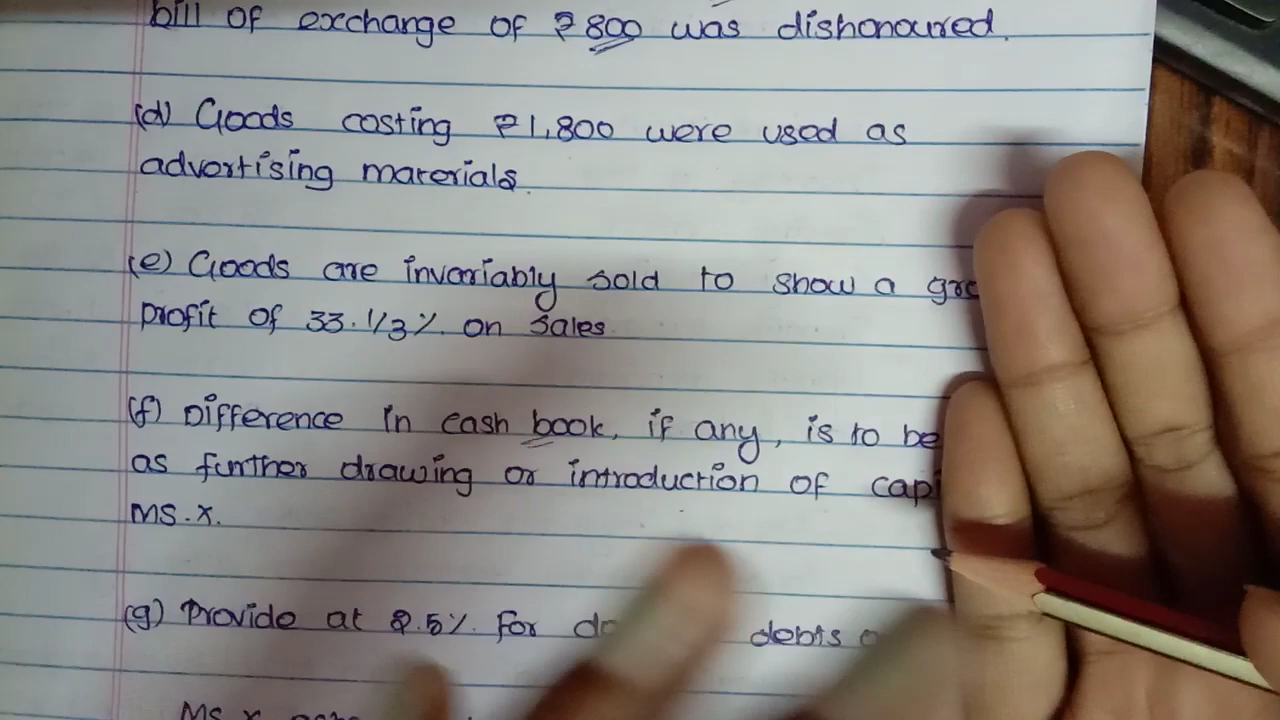 bill of exchange of ₹800 was dishonoured.
(d) Goods costing ₹1,800 were used as
advertising materials.
(e) Goods are invariably sold to show a
profit of 33.1/3% on sales.
(f) Difference in cash book, if any, is to be
as further drawing or introduction of
MS.X.
(g) Provide at 2.5% for debts
MS.X